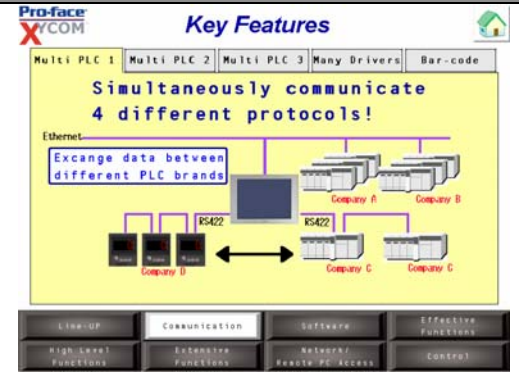 Pro-face
XYCOM
Key Features
Multi PLC 1
Multi PLC 2
Multi PLC 3
Many Drivers
Bar-code
Simultaneously communicate
4 different protocols!
Ethernet
Excange data between
different PLC brands
Company A
Company B
RS422
RS422
Company D
Company C
Company C
Line-UP
Communication
Software
Effective
Functions
High Level
Functions
Extensive
Functions
Network/
Remote PC Access
Control